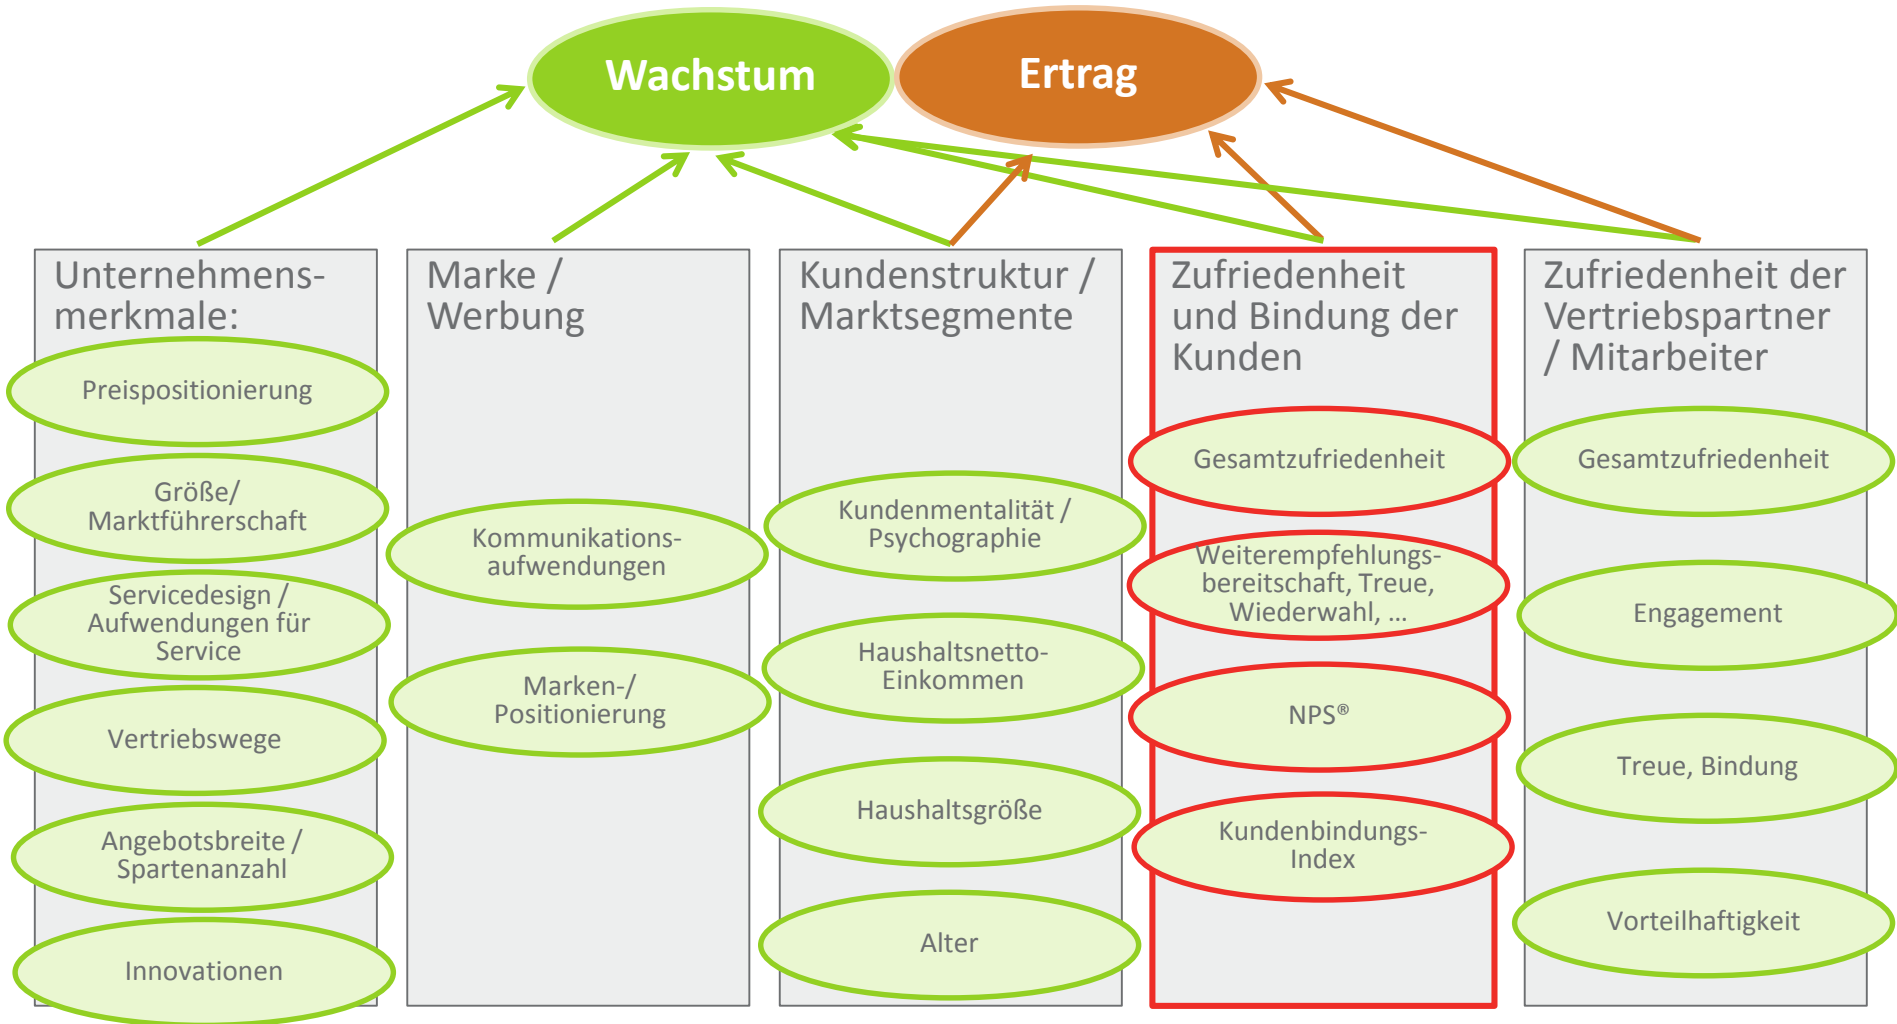 Wachstum
Ertrag
Unternehmens-
merkmale:
Preispositionierung
Größe/
Marktführerschaft
Servicedesign /
Aufwendungen für
Service
Vertriebswege
Angebotsbreite /
Spartenanzahl
Innovationen
Marke /
Werbung
Kommunikations-
aufwendungen
Marken-/
Positionierung
Kundenstruktur /
Marktsegmente
Kundenmentalität /
Psychographie
Haushaltsnetto-
Einkommen
Haushaltsgröße
Alter
Zufriedenheit
und Bindung der
Kunden
Gesamtzufriedenheit
Weiterempfehlungs-
bereitschaft, Treue,
Wiederwahl, ...
NPS®
Kundenbindungs-
Index
Zufriedenheit der
Vertriebspartner
/ Mitarbeiter
Gesamtzufriedenheit
Engagement
Treue, Bindung
Vorteilhaftigkeit